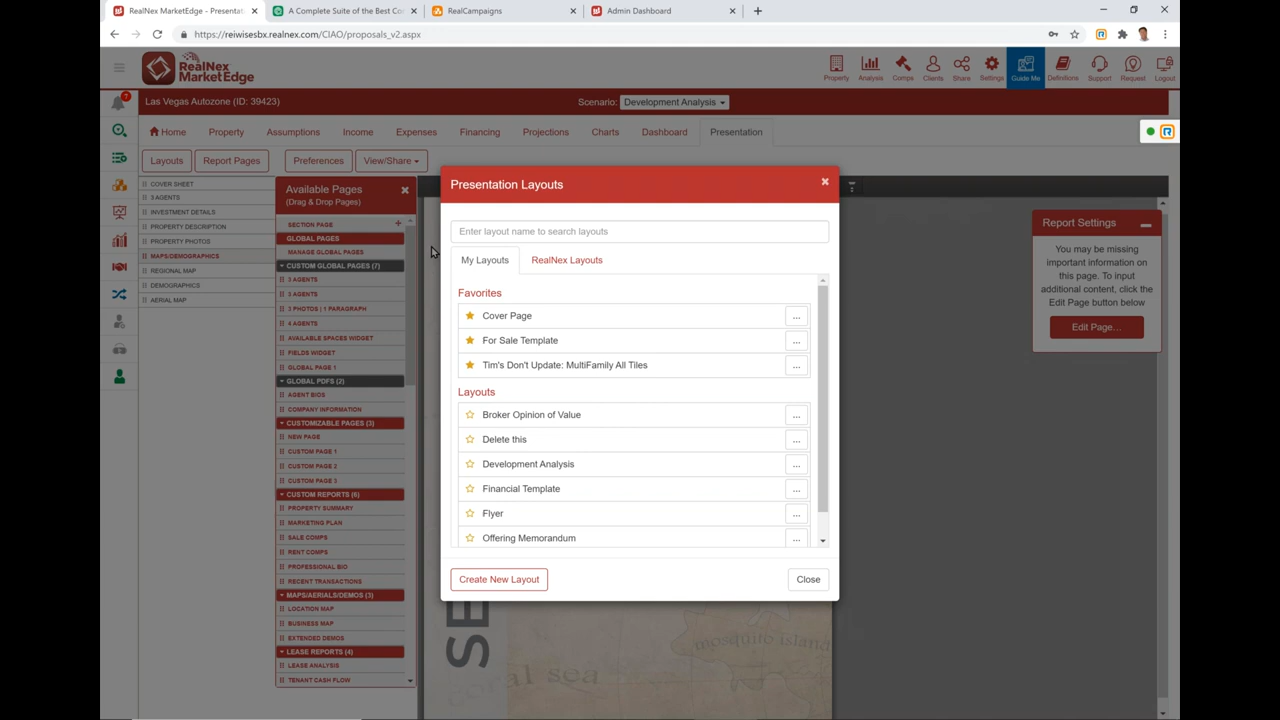 RealNex MarketEdge - Presentat
A Complete Suite of the Best Co
RealCampaigns
Admin Dashboard
https://reiwisesbx.realnex.com/CIAO/proposals_v2.aspx
RealNex
MarketEdge
Property
Analysis
Comps
Clients
Share
Settings
Guide Me
Definitions
Support
Request
Logout
7
Las Vegas Autozone (ID: 39423)
Scenario:
Development Analysis
Home
Property
Assumptions
Income
Expenses
Financing
Projections
Charts
Dashboard
Presentation
Layouts
Report Pages
Preferences
View/Share
COVER SHEET
3 AGENTS
INVESTMENT DETAILS
PROPERTY DESCRIPTION
PROPERTY PHOTOS
MAPS/DEMOGRAPHICS
REGIONAL MAP
DEMOGRAPHICS
AERIAL MAP
Available Pages
(Drag & Drop Pages)
SECTION PAGE
GLOBAL PAGES
MANAGE GLOBAL PAGES
CUSTOM GLOBAL PAGES (7)
3 AGENTS
3 AGENTS
3 PHOTOS | 1 PARAGRAPH
4 AGENTS
AVAILABLE SPACES WIDGET
FIELDS WIDGET
GLOBAL PAGE 1
GLOBAL PDFS (2)
AGENT BIOS
COMPANY INFORMATION
CUSTOMIZABLE PAGES (3)
NEW PAGE
CUSTOM PAGE 1
CUSTOM PAGE 2
CUSTOM PAGE 3
CUSTOM REPORTS (6)
PROPERTY SUMMARY
MARKETING PLAN
SALE COMPS
RENT COMPS
PROFESSIONAL BIO
RECENT TRANSACTIONS
MAPS/AERIALS/DEMOS (3)
LOCATION MAP
BUSINESS MAP
EXTENDED DEMOS
LEASE REPORTS (4)
LEASE ANALYSIS
TENANT CASH FLOW
Presentation Layouts
Enter layout name to search layouts
My Layouts
RealNex Layouts
Favorites
Cover Page
...
For Sale Template
...
Tim's Don't Update: MultiFamily All Tiles
...
Layouts
Broker Opinion of Value
...
Delete this
...
Development Analysis
...
Financial Template
...
Flyer
...
Offering Memorandum
...
Create New Layout
Close
Report Settings
You may be missing
important information on
this page. To input
additional content, click the
Edit Page button below
Edit Page...
SE
mosquito island
oral sea